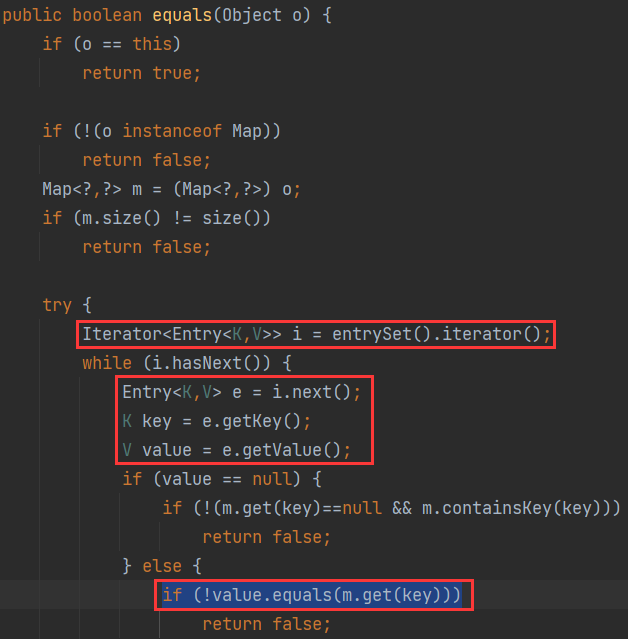 public boolean equals(Object o) {
if (o == this)
return true;
if (!(o instanceof Map))
return false;
Map<?,?> m = (Map<?,?>) o;
if (m.size() != size())
return false;
try {
Iterator<Entry<K,V>> i = entrySet().iterator();
while (i.hasNext()) {
Entry<K,V> e = i.next();
K key = e.getKey();
V value = e.getValue();
if (value == null) {
if (!(m.get(key)==null && m.containsKey(key)))
return false;
} else {
if (!value.equals(m.get(key)))
return false;